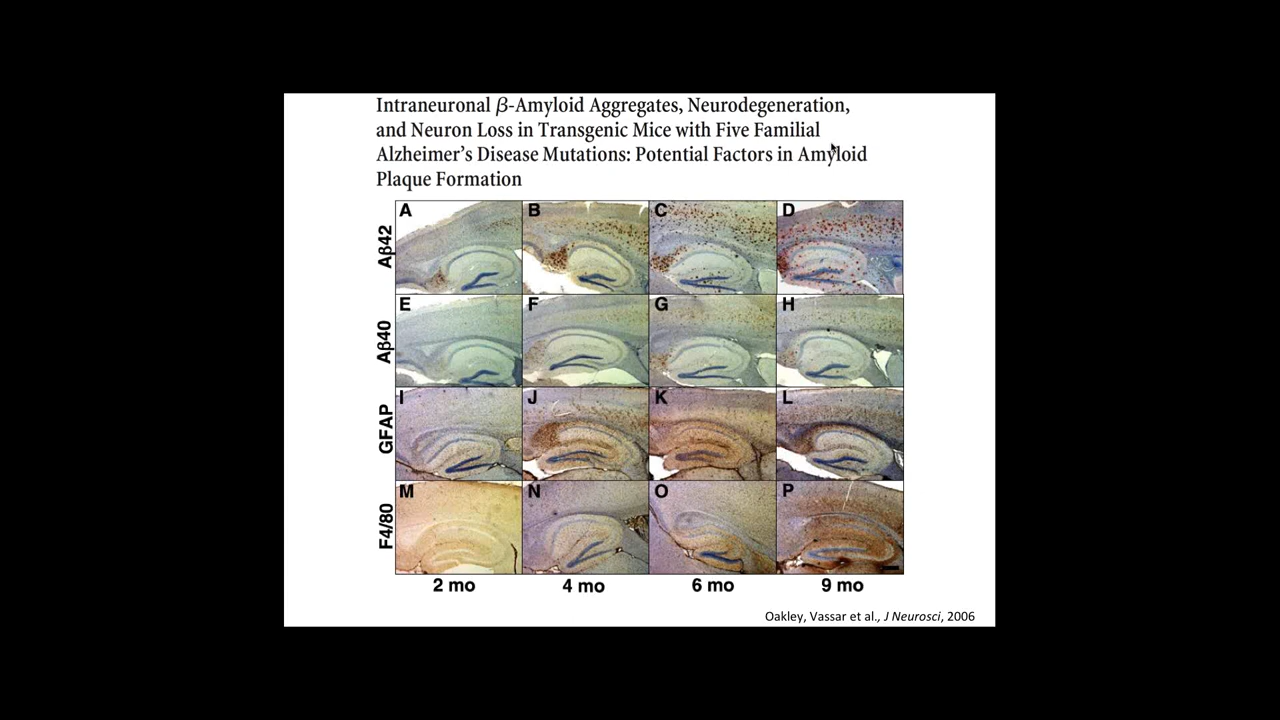 Intraneuronal β-Amyloid Aggregates, Neurodegeneration,
and Neuron Loss in Transgenic Mice with Five Familial
Alzheimer's Disease Mutations: Potential Factors in Amyloid
Plaque Formation
Aβ42
A
B
C
D
Aβ40
E
F
G
H
GFAP
I
J
K
L
F4/80
M
N
O
P
2 mo
4 mo
6 mo
9 mo
Oakley, Vassar et al., J Neurosci, 2006